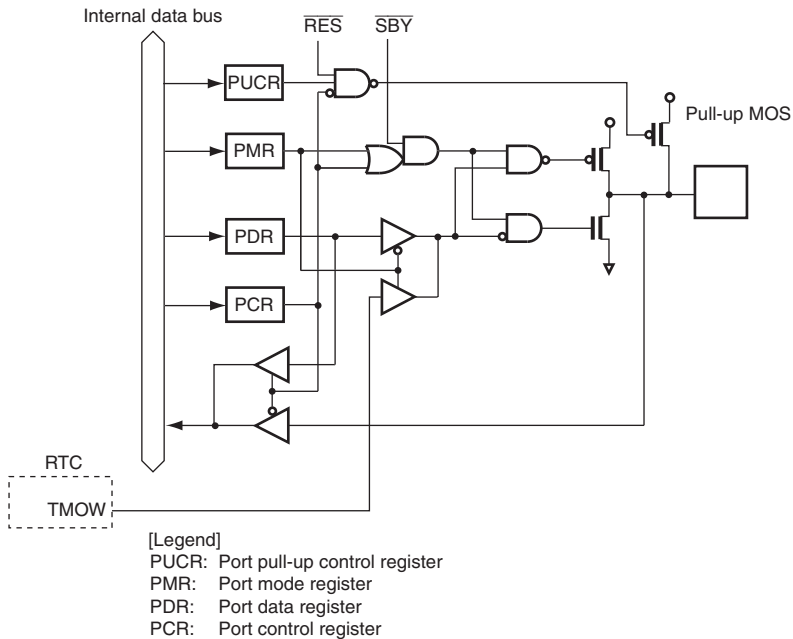 Internal data bus
RES
SBY
PUCR
Pull-up MOS
PMR
PDR
PCR
RTC
TMOW
[Legend]
PUCR: Port pull-up control register
PMR: Port mode register
PDR: Port data register
PCR: Port control register